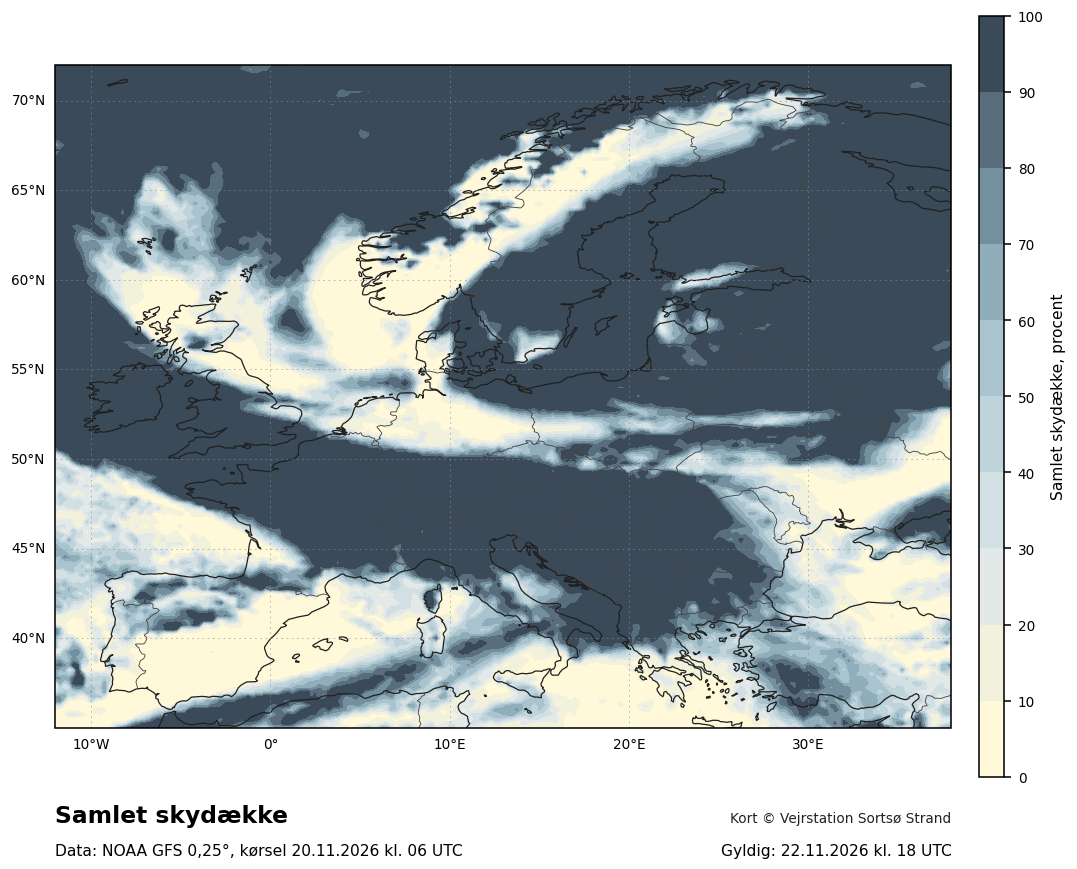 70°N
65°N
60°N
55°N
50°N
45°N
40°N
10°W
0°
10°E
20°E
30°E
100
90
80
70
60
50
40
30
20
10
0
Samlet skydække, procent
Samlet skydække
Kort © Vejrstation Sortsø Strand
Data: NOAA GFS 0,25°, kørsel 20.11.2026 kl. 06 UTC
Gyldig: 22.11.2026 kl. 18 UTC